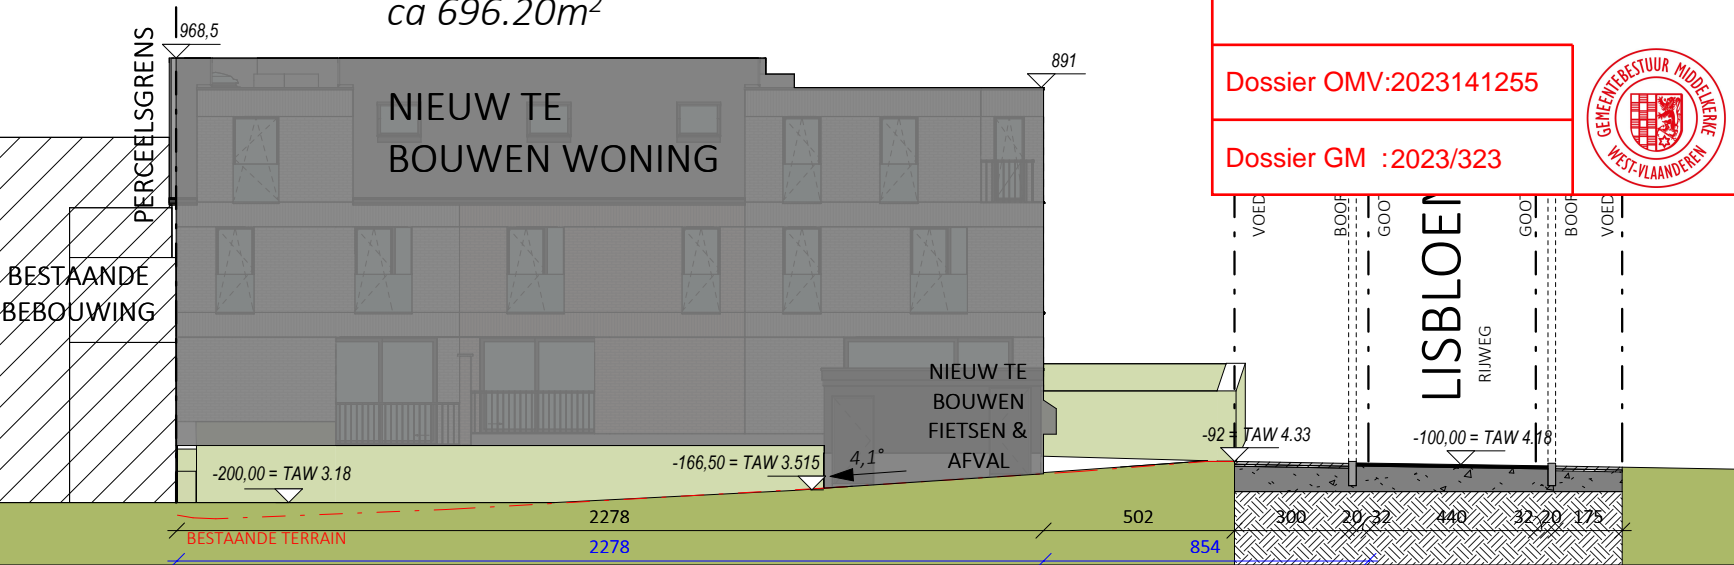 ca 696.20m²
968,5
PERCEELSGRENS
NIEUW TE
BOUWEN WONING
891
Dossier OMV:2023141255
Dossier GM :2023/323
GEMEENTEBESTUUR MIDDELKERKE
WEST-VLAANDEREN
BESTAANDE
BEBOUWING
VOED
BOOR
GOOT
LISBLOEM
RIJWEG
GOOT
BOOR
VOED
NIEUW TE
BOUWEN
FIETSEN &
AFVAL
-200,00 = TAW 3.18
-166,50 = TAW 3.515
4,1°
-92 = TAW 4.33
-100,00 = TAW 4.18
BESTAANDE TERRAIN
2278
502
300
20
32
440
32
20
175
2278
854